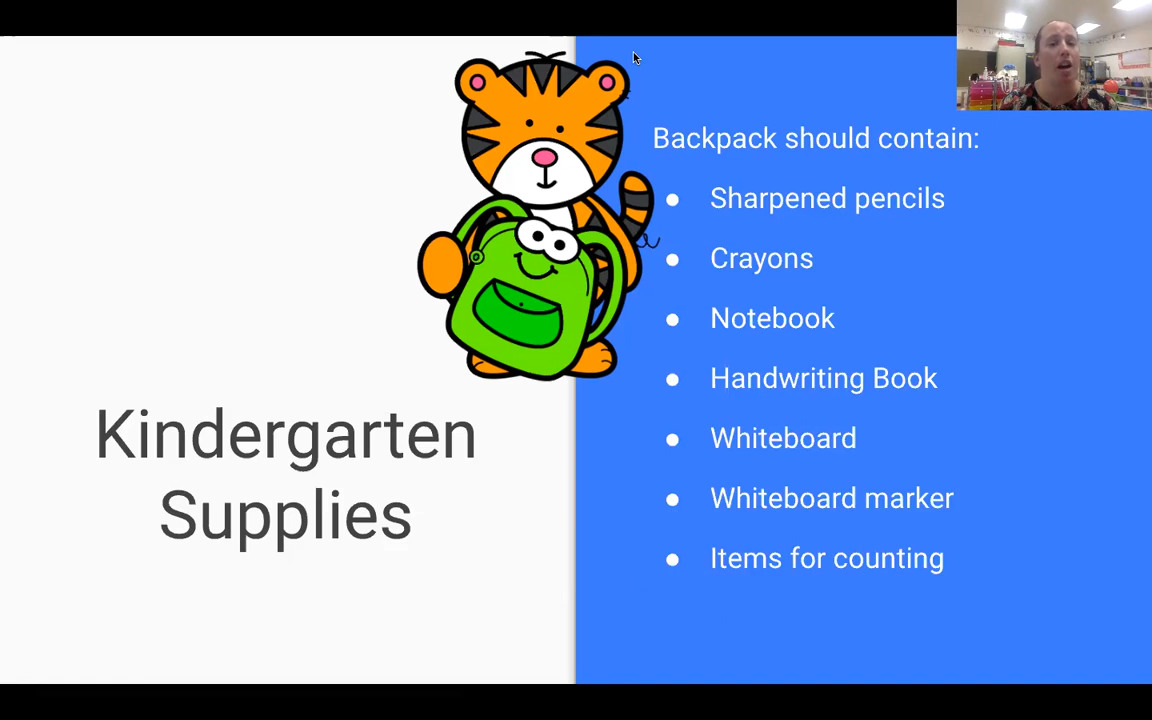 Kindergarten
Supplies
Backpack should contain:
Sharpened pencils
Crayons
Notebook
Handwriting Book
Whiteboard
Whiteboard marker
Items for counting